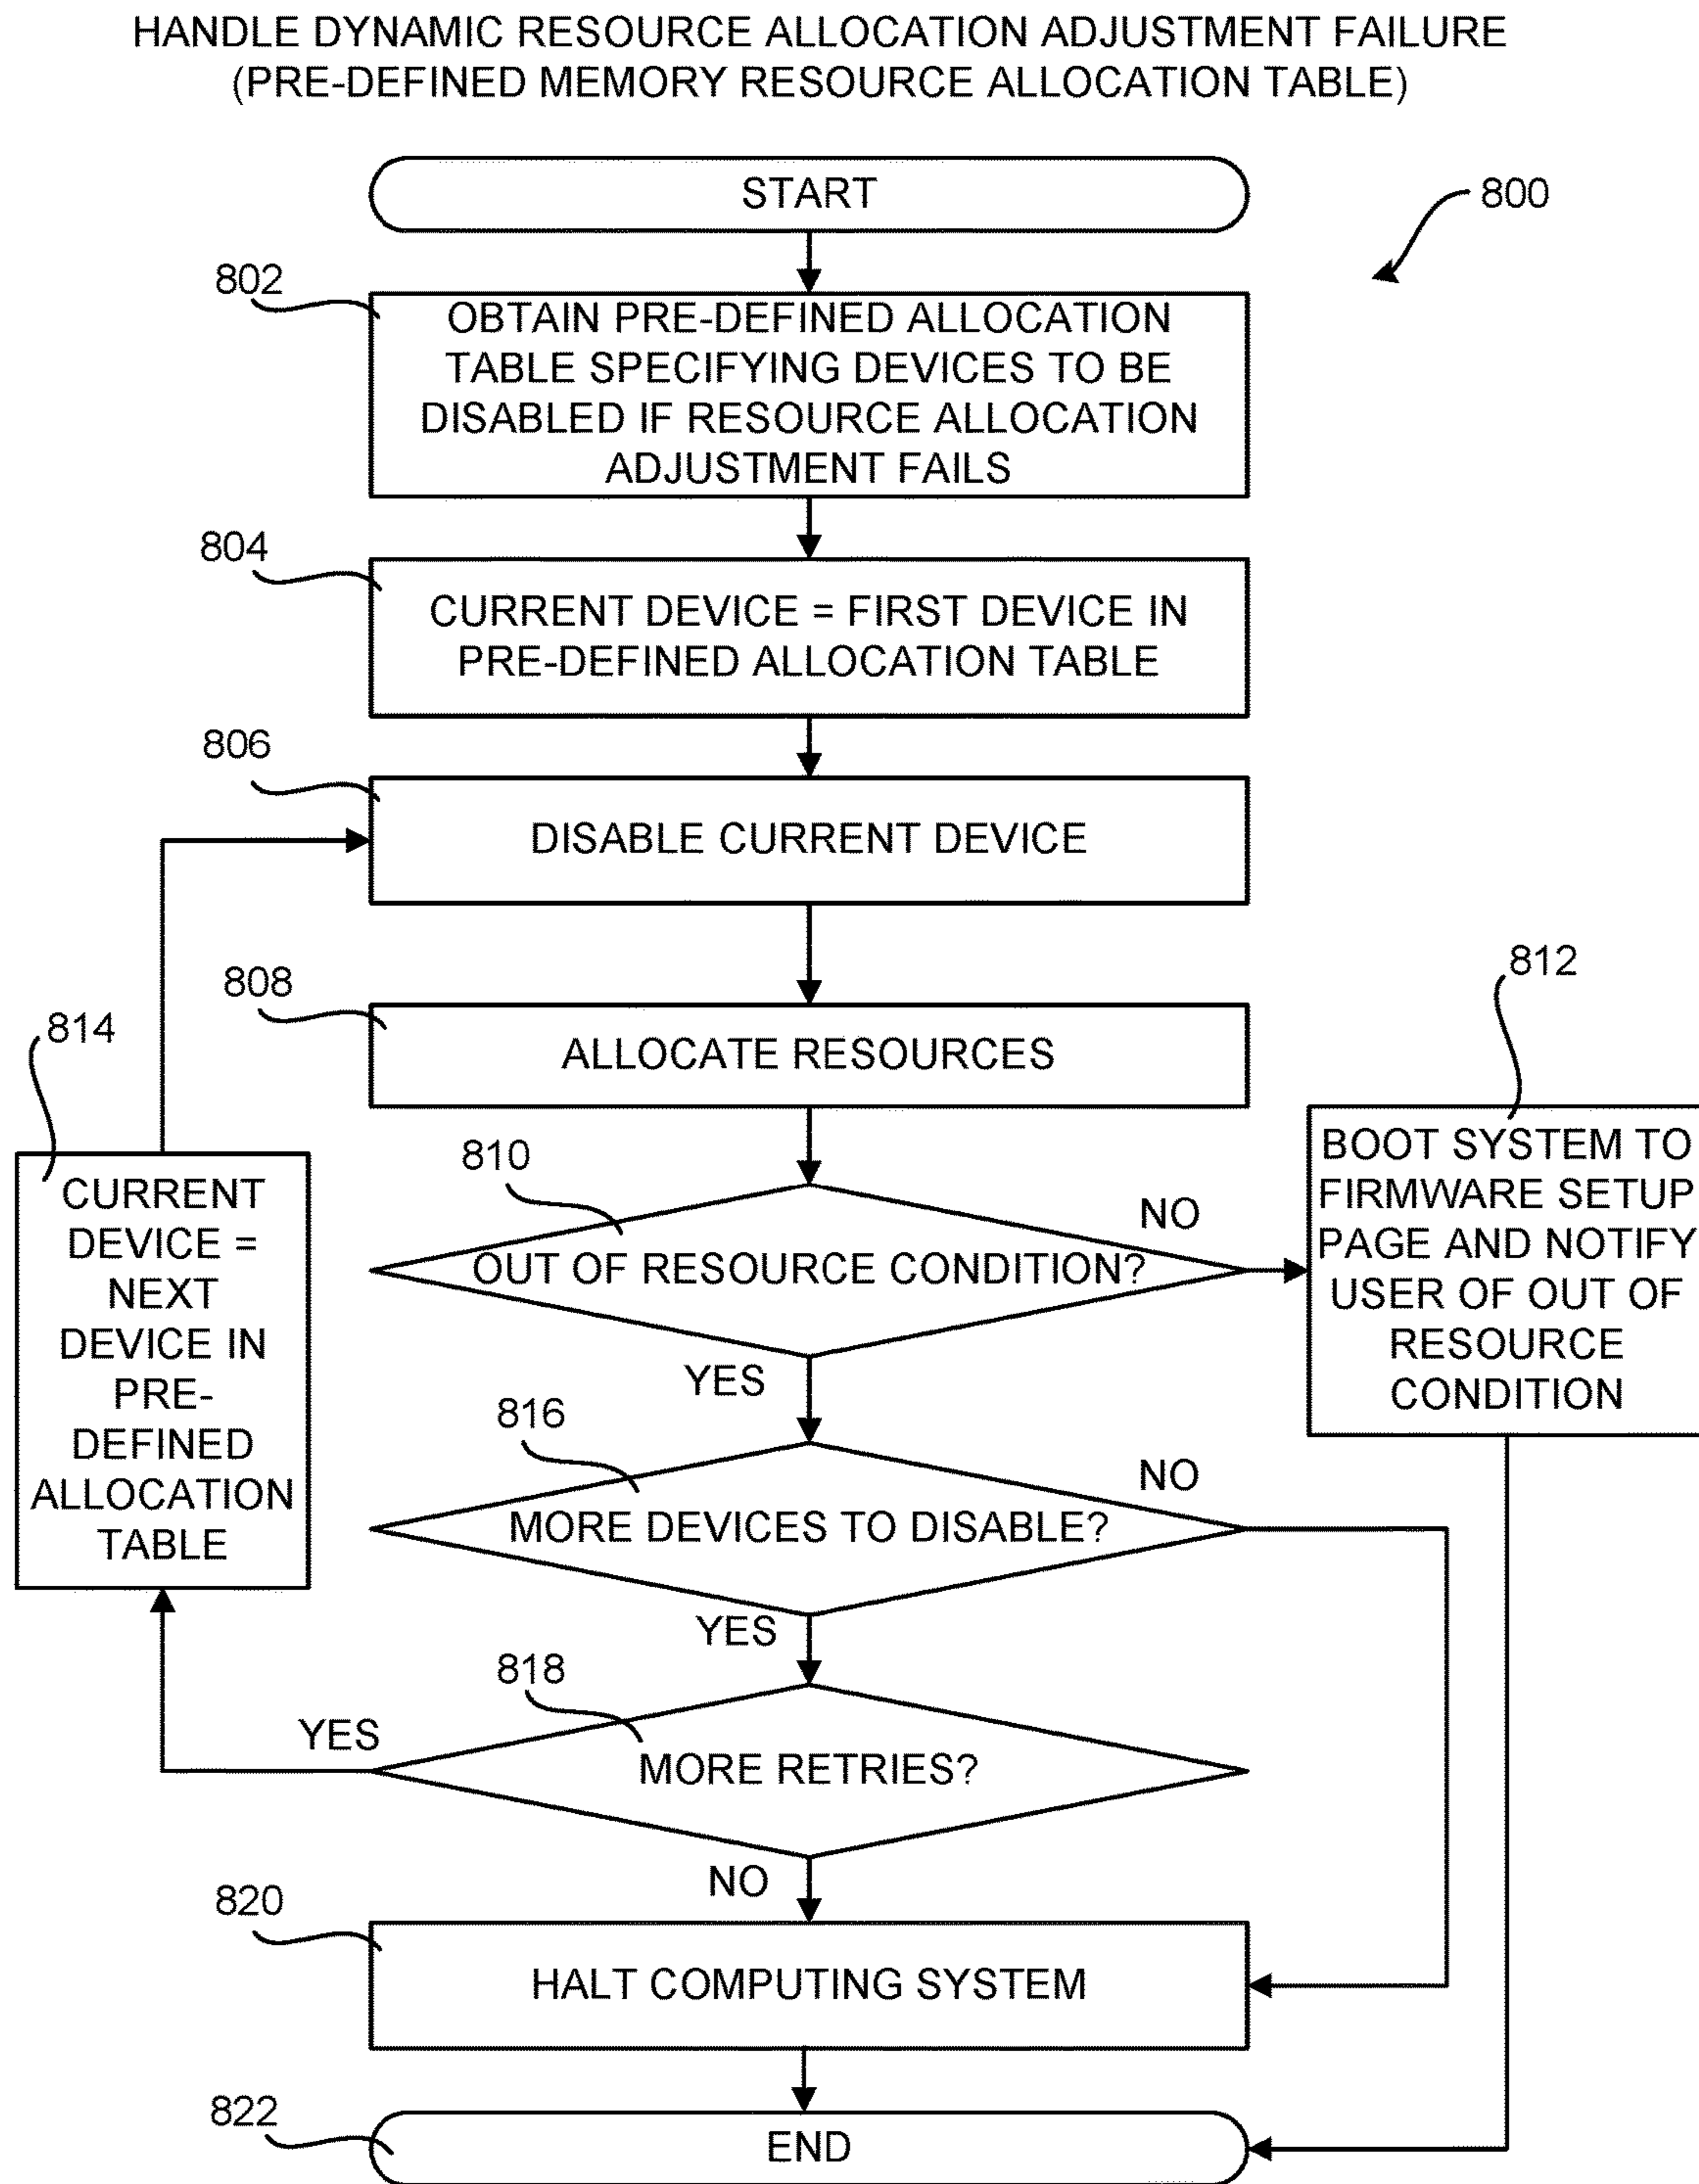 HANDLE DYNAMIC RESOURCE ALLOCATION ADJUSTMENT FAILURE
(PRE-DEFINED MEMORY RESOURCE ALLOCATION TABLE)
START
800
802
OBTAIN PRE-DEFINED ALLOCATION
TABLE SPECIFYING DEVICES TO BE
DISABLED IF RESOURCE ALLOCATION
ADJUSTMENT FAILS
804
CURRENT DEVICE = FIRST DEVICE IN
PRE-DEFINED ALLOCATION TABLE
806
DISABLE CURRENT DEVICE
808
ALLOCATE RESOURCES
810
OUT OF RESOURCE CONDITION?
NO
812
BOOT SYSTEM TO
FIRMWARE SETUP
PAGE AND NOTIFY
USER OF OUT OF
RESOURCE
CONDITION
YES
814
CURRENT
DEVICE =
NEXT
DEVICE IN
PRE-
DEFINED
ALLOCATION
TABLE
816
MORE DEVICES TO DISABLE?
NO
YES
818
MORE RETRIES?
YES
NO
820
HALT COMPUTING SYSTEM
822
END